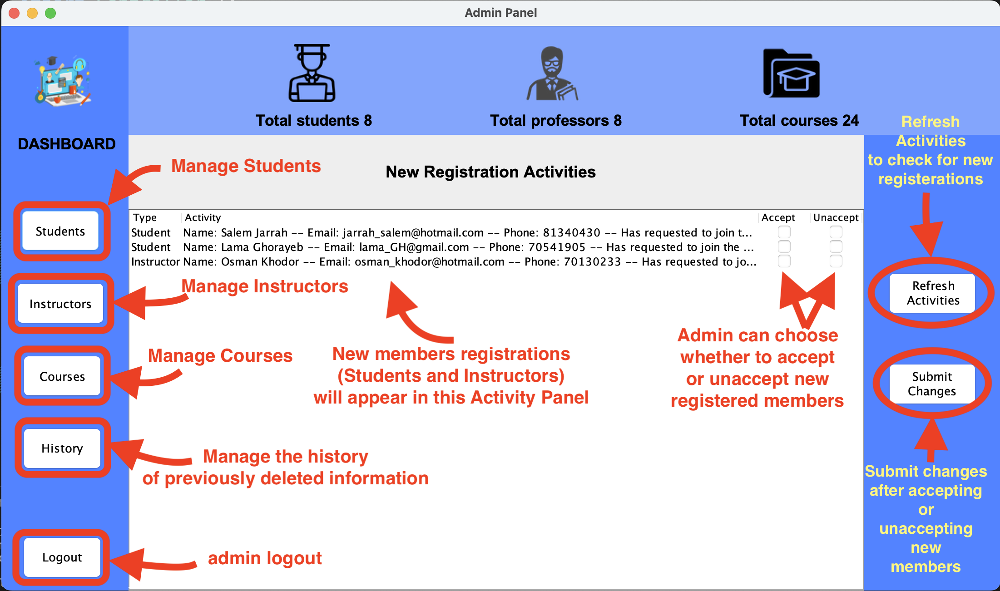 Admin Panel
Total students 8
Total professors 8
Total courses 24
DASHBOARD
Students
Instructors
Courses
History
Logout
Manage Students
New Registration Activities
Type Activity Accept Unaccept
Student Name: Salem Jarrah -- Email: jarrah_salem@hotmail.com -- Phone: 81340430 -- Has requested to join t...
Student Name: Lama Ghorayeb -- Email: lama_GH@gmail.com -- Phone: 70541905 -- Has requested to join the ...
Instructor Name: Osman Khodor -- Email: osman_khodor@hotmail.com -- Phone: 70130233 -- Has requested to jo...
Manage Instructors
Manage Courses
New members registrations
(Students and Instructors)
will appear in this Activity Panel
Admin can choose
whether to accept
or unaccept new
registered members
Manage the history
of previously deleted information
admin logout
Refresh
Activities
to check for new
registerations
Refresh
Activities
Submit
Changes
Submit changes
after accepting
or
unaccepting
new
members